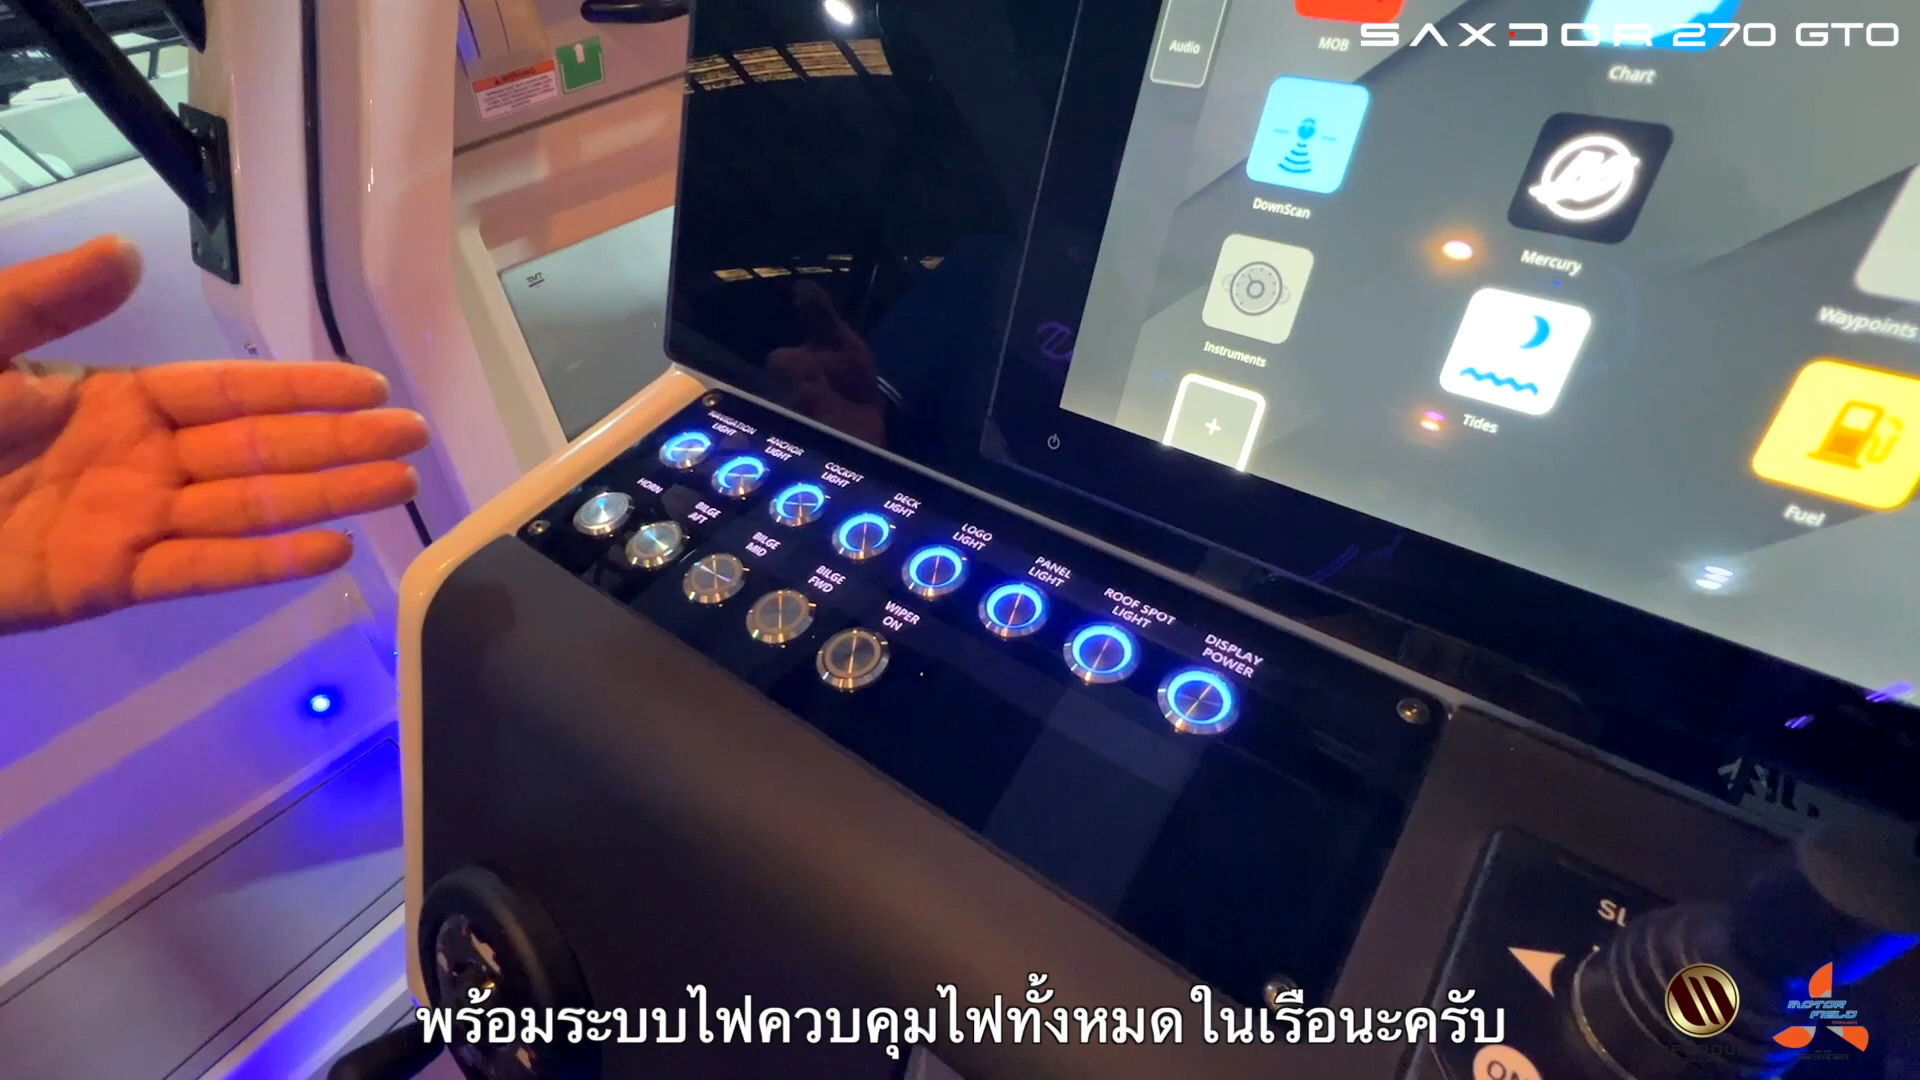 SAXDOR 270 GTO
Audio
MOB
Chart
DownScan
Mercury
Instruments
Tides
Waypoints
Fuel
WARNING
NAVIGATION
LIGHT
ANCHOR
LIGHT
COCKPIT
LIGHT
DECK
LIGHT
LOGO
LIGHT
PANEL
LIGHT
ROOF SPOT
LIGHT
DISPLAY
POWER
HORN
BILGE
AFT
BILGE
MID
BILGE
FWD
WIPER
ON
พร้อมระบบไฟควบคุมไฟทั้งหมด ในเรือนะครับ
MOTOR
FIELD